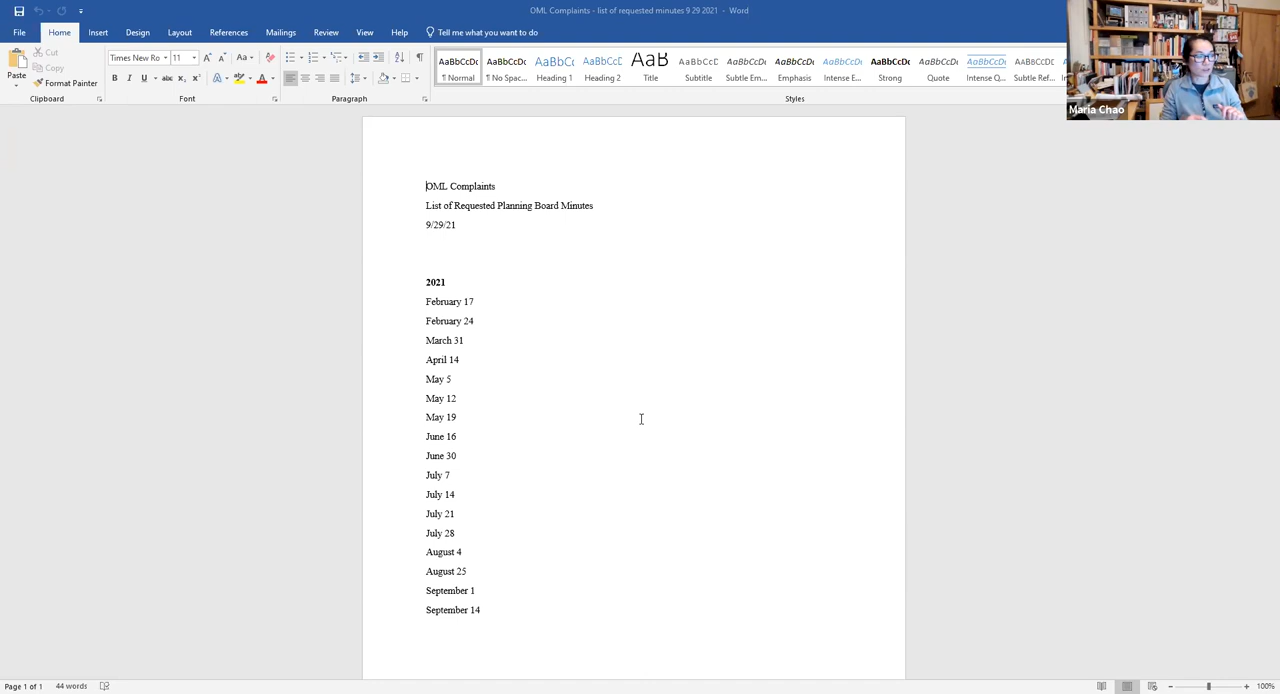 OML Complaints - list of requested minutes 9 29 2021 - Word
File Home Insert Design Layout References Mailings Review View Help Tell me what you want to do
Paste
Cut
Copy
Format Painter
Clipboard
Times New Ro 11
Font
Paragraph
AaBbCcDc AaBbCcDc AaBbCc AaBbCcD AaB AaBbCcD AaBbCcDc AaBbCcDc AaBbCcDc AaBbCcDc AaBbCcDc AaBbCcDc AaBbCcDc
¶ Normal ¶ No Spac... Heading 1 Heading 2 Title Subtitle Subtle Em... Emphasis Intense E... Strong Quote Intense Q... Subtle Ref...
Styles
Maria Chao
OML Complaints
List of Requested Planning Board Minutes
9/29/21
2021
February 17
February 24
March 31
April 14
May 5
May 12
May 19
June 16
June 30
July 7
July 14
July 21
July 28
August 4
August 25
September 1
September 14
Page 1 of 1 44 words 100%